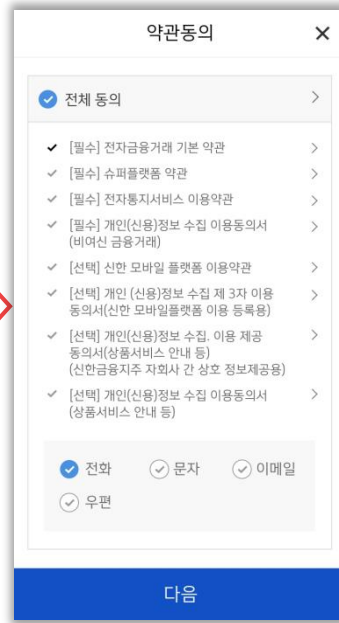 약관동의
전체 동의
[필수] 전자금융거래 기본 약관
[필수] 슈퍼플랫폼 약관
[필수] 전자통지서비스 이용약관
[필수] 개인(신용)정보 수집 이용동의서
(비여신 금융거래)
[선택] 신한 모바일 플랫폼 이용약관
[선택] 개인 (신용)정보 수집 제 3자 이용
동의서(신한 모바일플랫폼 이용 등록용)
[선택] 개인(신용)정보 수집. 이용 제공
동의서(상품서비스 안내 등)
(신한금융지주 자회사 간 상호 정보제공용)
[선택] 개인(신용)정보 수집 이용동의서
(상품서비스 안내 등)
전화 문자 이메일
우편
다음